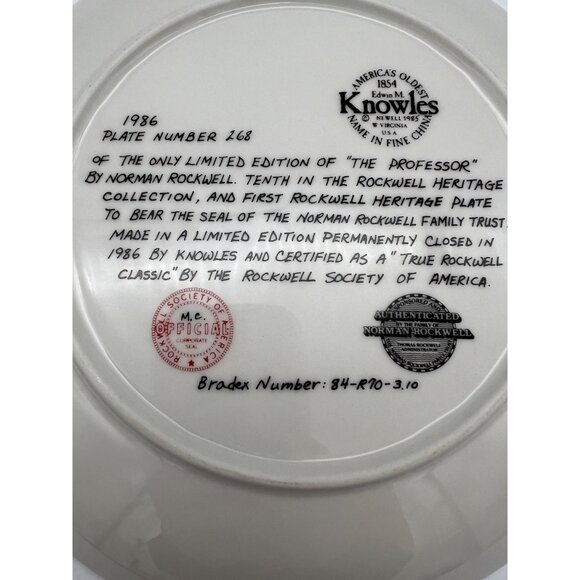 AMERICA'S OLDEST
1854
Edwin M.
Knowles
© NEWELL 1985
W VIRGINIA
U.S.A
NAME IN FINE CHINA
1986
PLATE NUMBER 268
OF THE ONLY LIMITED EDITION OF "THE PROFESSOR"
BY NORMAN ROCKWELL. TENTH IN THE ROCKWELL HERITAGE
COLLECTION, AND FIRST ROCKWELL HERITAGE PLATE
TO BEAR THE SEAL OF THE NORMAN ROCKWELL FAMILY TRUST.
MADE IN A LIMITED EDITION PERMANENTLY CLOSED IN
1986 BY KNOWLES AND CERTIFIED AS A "TRUE ROCKWELL
CLASSIC" BY THE ROCKWELL SOCIETY OF AMERICA.
ROCKWELL SOCIETY OF AMERICA
M.C.
OFFICIAL
CORPORATE
SEAL
AUTHENTICATED
BY THE FAMILY OF
NORMAN ROCKWELL
THOMAS ROCKWELL
ADMINISTRATOR
Bradex Number: 84-R70-3.10